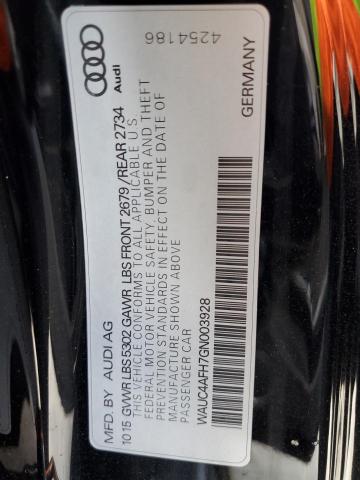 4254186
Audi
GERMANY
MFD. BY AUDI AG
10 15 GVWR LBS 5302 GAWR LBS FRONT 2679 / REAR 2734
THIS VEHICLE CONFORMS TO ALL APPLICABLE U S
FEDERAL MOTOR VEHICLE SAFETY, BUMPER AND THEFT
PREVENTION STANDARDS IN EFFECT ON THE DATE OF
MANUFACTURE SHOWN ABOVE
PASSENGER CAR
WAUC4AFH7GN003928